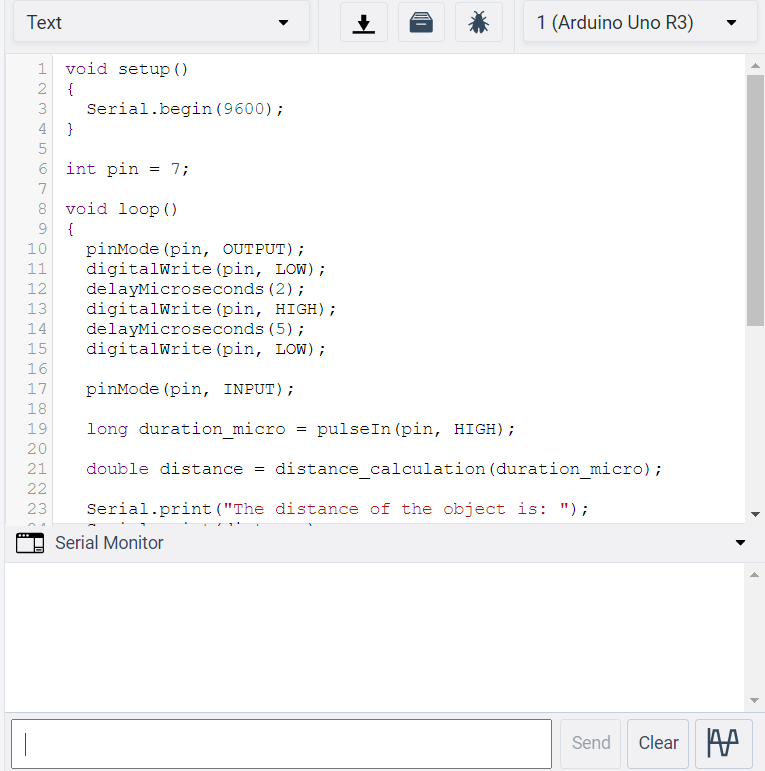 Text
1 (Arduino Uno R3)
1 void setup()
2 {
3   Serial.begin(9600);
4 }
5
6 int pin = 7;
7
8 void loop()
9 {
10   pinMode(pin, OUTPUT);
11   digitalWrite(pin, LOW);
12   delayMicroseconds(2);
13   digitalWrite(pin, HIGH);
14   delayMicroseconds(5);
15   digitalWrite(pin, LOW);
16
17   pinMode(pin, INPUT);
18
19   long duration_micro = pulseIn(pin, HIGH);
20
21   double distance = distance_calculation(duration_micro);
22
23   Serial.print("The distance of the object is: ");
Serial Monitor
Send
Clear